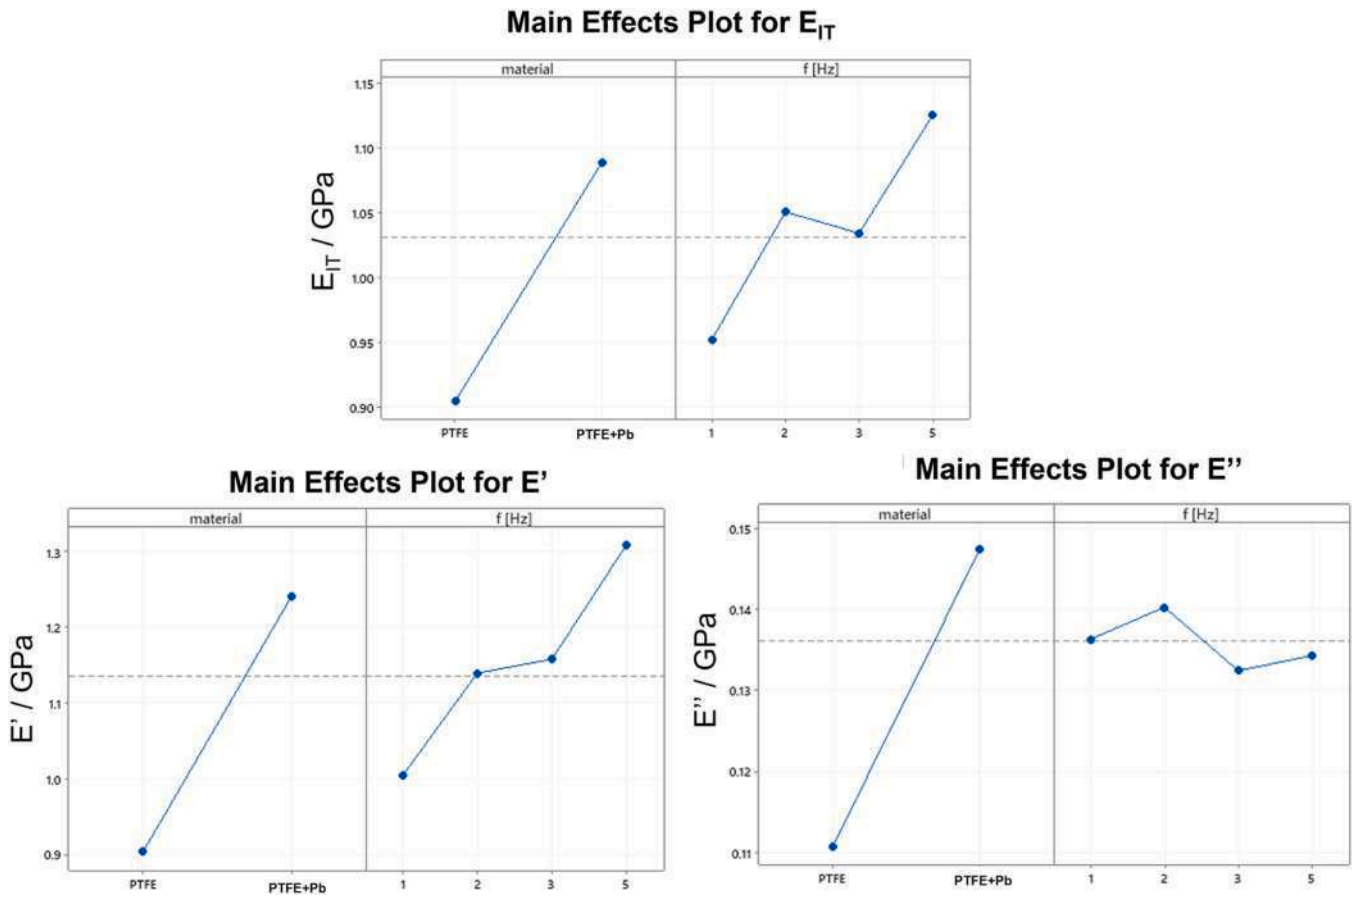 Main Effects Plot for E_IT
material f [Hz]
1.15
1.10
1.05
1.00
0.95
0.90
E_IT / GPa
PTFE PTFE+Pb 1 2 3 5
Main Effects Plot for E’
material f [Hz]
1.3
1.2
1.1
1.0
0.9
E’ / GPa
PTFE PTFE+Pb 1 2 3 5
Main Effects Plot for E’’
material f [Hz]
0.15
0.14
0.13
0.12
0.11
E’’ / GPa
PTFE PTFE+Pb 1 2 3 5